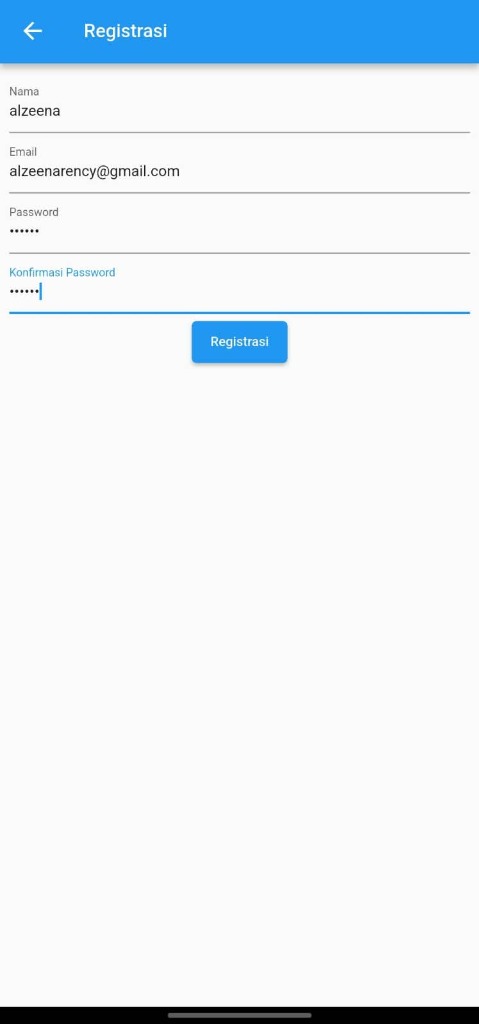 Registrasi
Nama
alzeena
Email
alzeenarency@gmail.com
Password
••••••
Konfirmasi Password
••••••
Registrasi